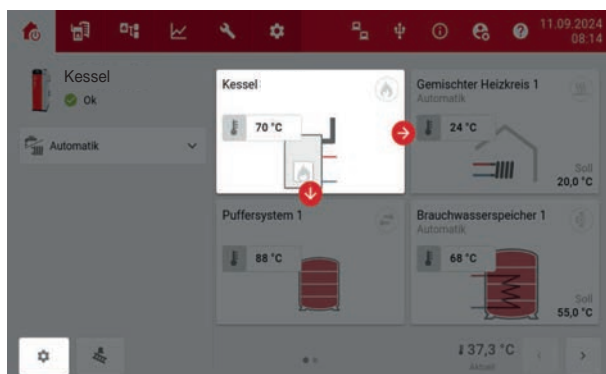 11.09.2024
08:14
Kessel
Ok
Automatik
Kessel
70 °C
Gemischter Heizkreis 1
Automatik
24 °C
Soll
20,0 °C
Puffersystem 1
88 °C
Brauchwasserspeicher 1
Automatik
68 °C
Soll
55,0 °C
37,3 °C
Aktuell